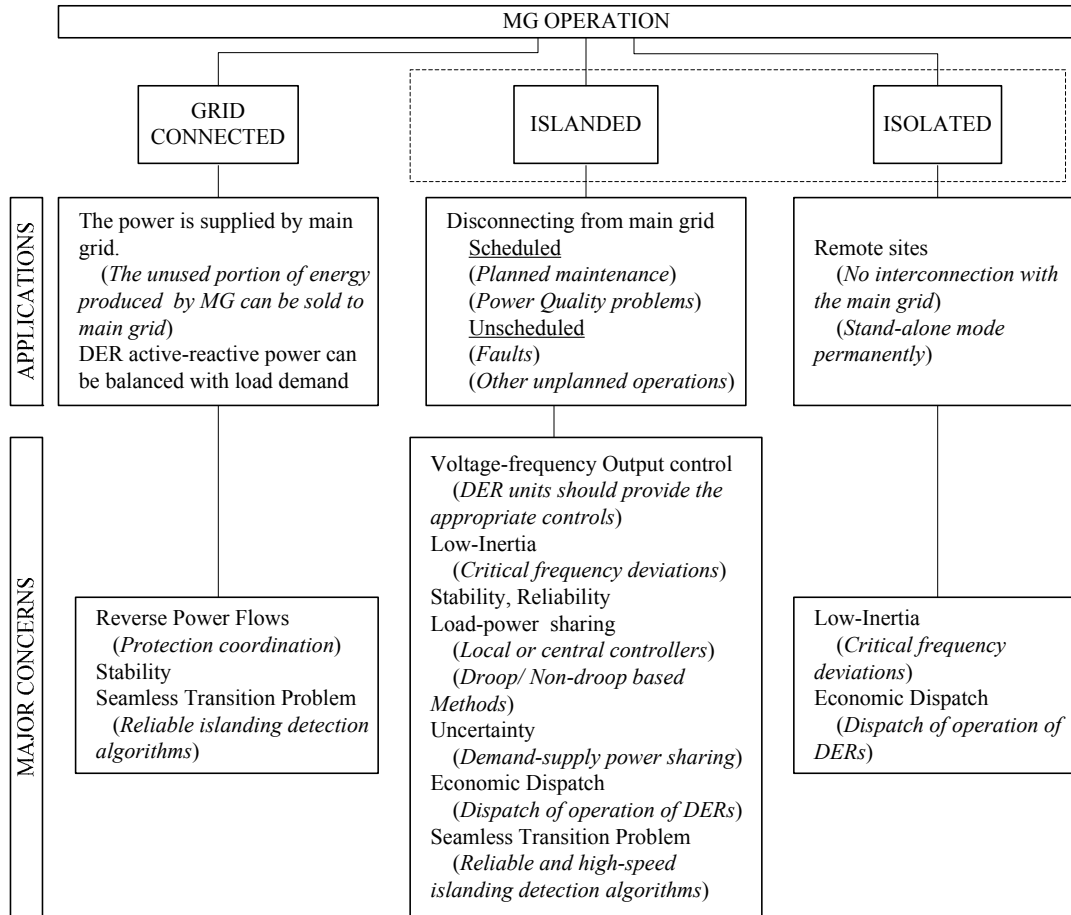 MG OPERATION
GRID
CONNECTED
ISLANDED
ISOLATED
APPLICATIONS
The power is supplied by main
grid.
(The unused portion of energy
produced by MG can be sold to
main grid)
DER active-reactive power can
be balanced with load demand
Disconnecting from main grid
Scheduled
(Planned maintenance)
(Power Quality problems)
Unscheduled
(Faults)
(Other unplanned operations)
Remote sites
(No interconnection with
the main grid)
(Stand-alone mode
permanently)
MAJOR CONCERNS
Reverse Power Flows
(Protection coordination)
Stability
Seamless Transition Problem
(Reliable islanding detection
algorithms)
Voltage-frequency Output control
(DER units should provide the
appropriate controls)
Low-Inertia
(Critical frequency deviations)
Stability, Reliability
Load-power sharing
(Local or central controllers)
(Droop/ Non-droop based
Methods)
Uncertainty
(Demand-supply power sharing)
Economic Dispatch
(Dispatch of operation of DERs)
Seamless Transition Problem
(Reliable and high-speed
islanding detection algorithms)
Low-Inertia
(Critical frequency
deviations)
Economic Dispatch
(Dispatch of operation of
DERs)